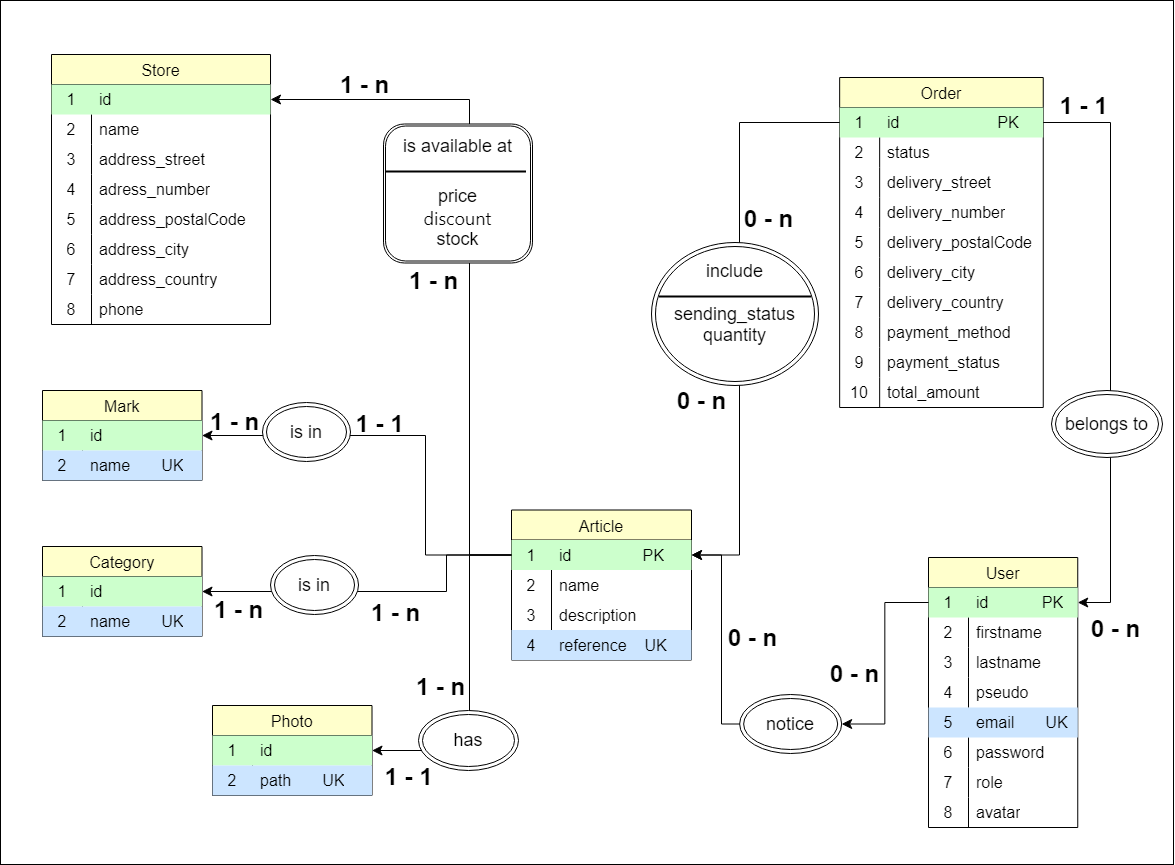 Store
1 id
2 name
3 address_street
4 adress_number
5 address_postalCode
6 address_city
7 address_country
8 phone
1 - n
is available at
price
discount
stock
1 - n
Order
1 id PK
2 status
3 delivery_street
4 delivery_number
5 delivery_postalCode
6 delivery_city
7 delivery_country
8 payment_method
9 payment_status
10 total_amount
1 - 1
0 - n
include
sending_status
quantity
0 - n
belongs to
0 - n
Mark
1 id
2 name UK
1 - n
is in
1 - 1
Category
1 id
2 name UK
1 - n
is in
1 - n
Article
1 id PK
2 name
3 description
4 reference UK
User
1 id PK
2 firstname
3 lastname
4 pseudo
5 email UK
6 password
7 role
8 avatar
0 - n
0 - n
notice
Photo
1 id
2 path UK
1 - n
has
1 - 1